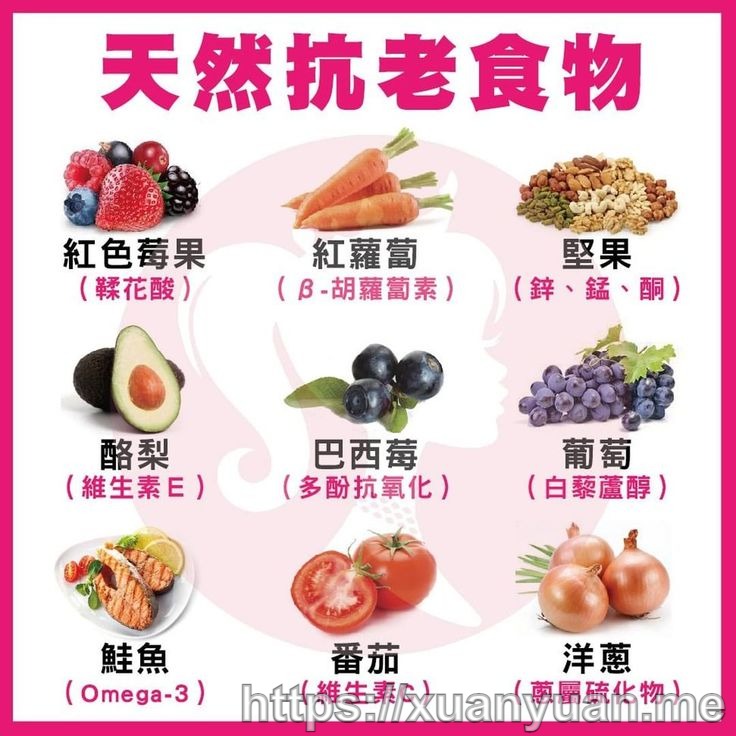 天然抗老食物
紅色莓果
(鞣花酸)
紅蘿蔔
(β-胡蘿蔔素)
堅果
(鋅、錳、酮)
酪梨
(維生素E)
巴西莓
(多酚抗氧化)
葡萄
(白藜蘆醇)
鮭魚
(Omega-3)
番茄
(維生素C)
洋蔥
(蔥屬硫化物)
https://xuanyuan.me